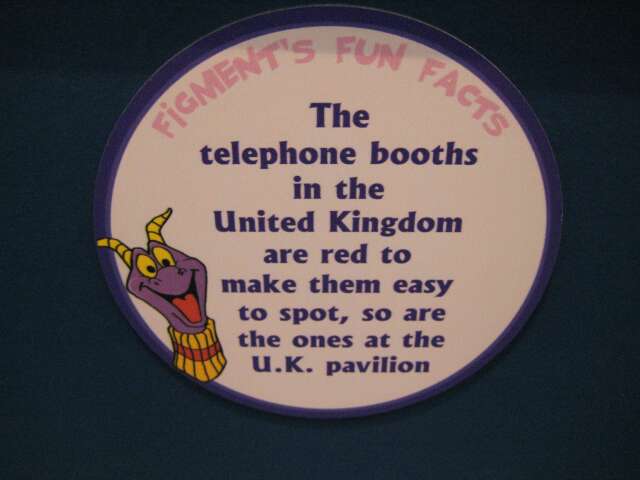 FiGMENT'S FUN FACTS
The
telephone booths
in the
United Kingdom
are red to
make them easy
to spot, so are
the ones at the
U.K. pavilion